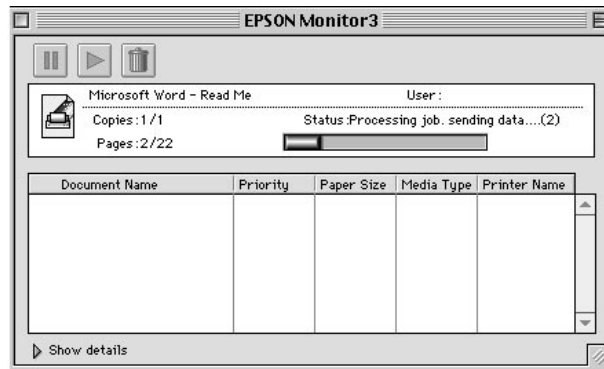 EPSON Monitor3
Microsoft Word - Read Me User:
Copies:1/1 Status:Processing job. sending data....(2)
Pages:2/22
Document Name Priority Paper Size Media Type Printer Name
Show details